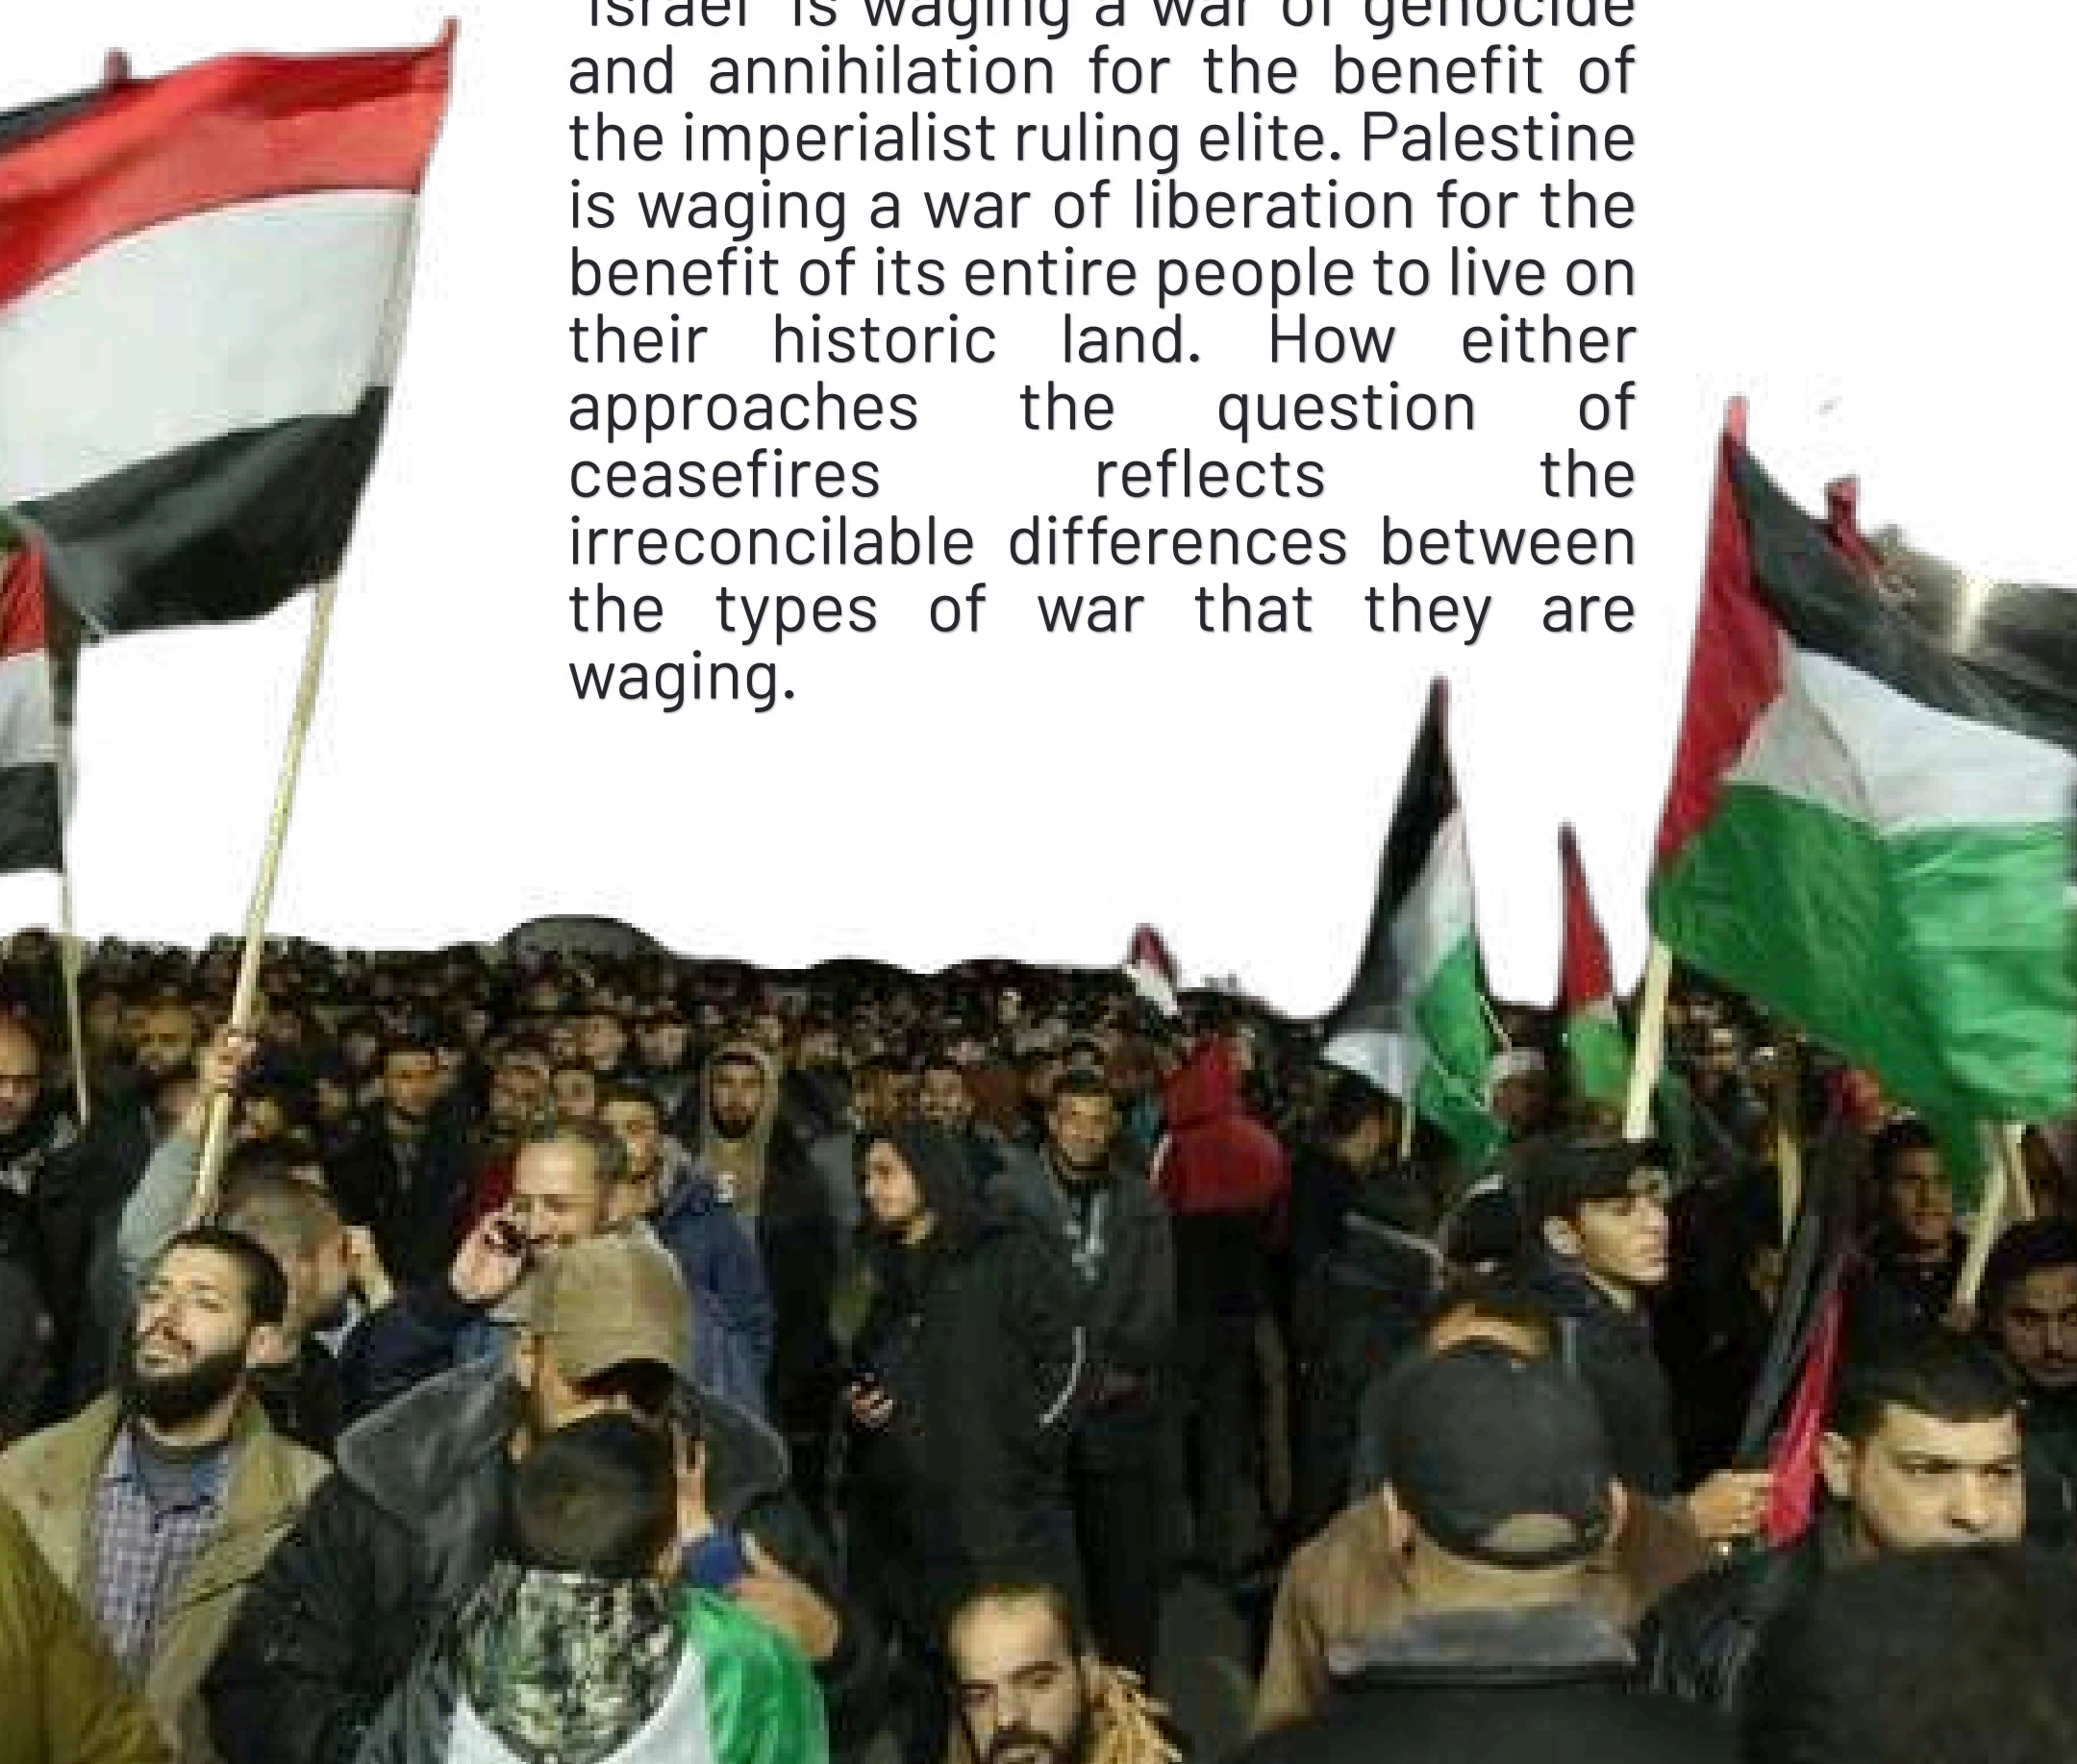 Israel is waging a war of genocide
and annihilation for the benefit of
the imperialist ruling elite. Palestine
is waging a war of liberation for the
benefit of its entire people to live on
their historic land. How either
approaches the question of
ceasefires reflects the
irreconcilable differences between
the types of war that they are
waging.